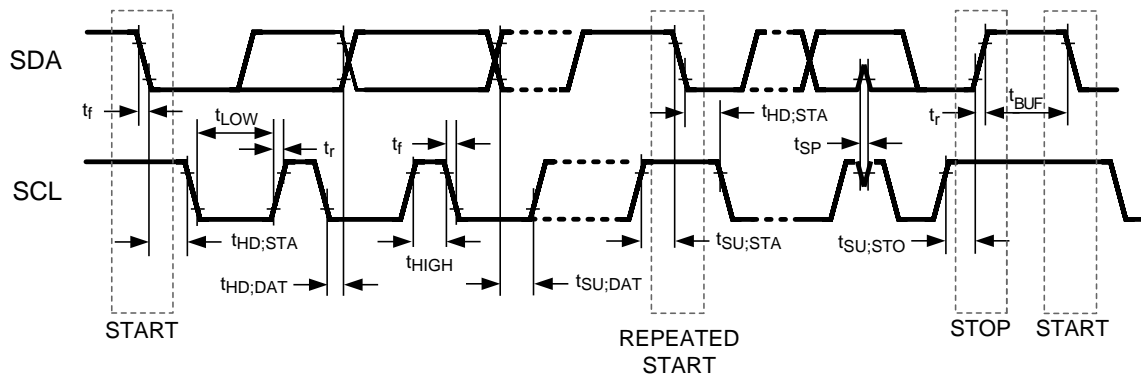 SDA
t_f
t_LOW
t_r
t_f
t_HD;STA
t_SP
t_r
t_BUF
SCL
t_HD;STA
t_HD;DAT
t_HIGH
t_SU;DAT
t_SU;STA
t_SU;STO
START
REPEATED
START
STOP
START